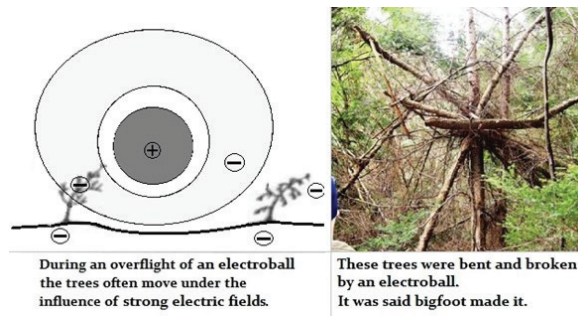 During an overflight of an electroball
the trees often move under the
influence of strong electric fields.
These trees were bent and broken
by an electroball.
It was said bigfoot made it.